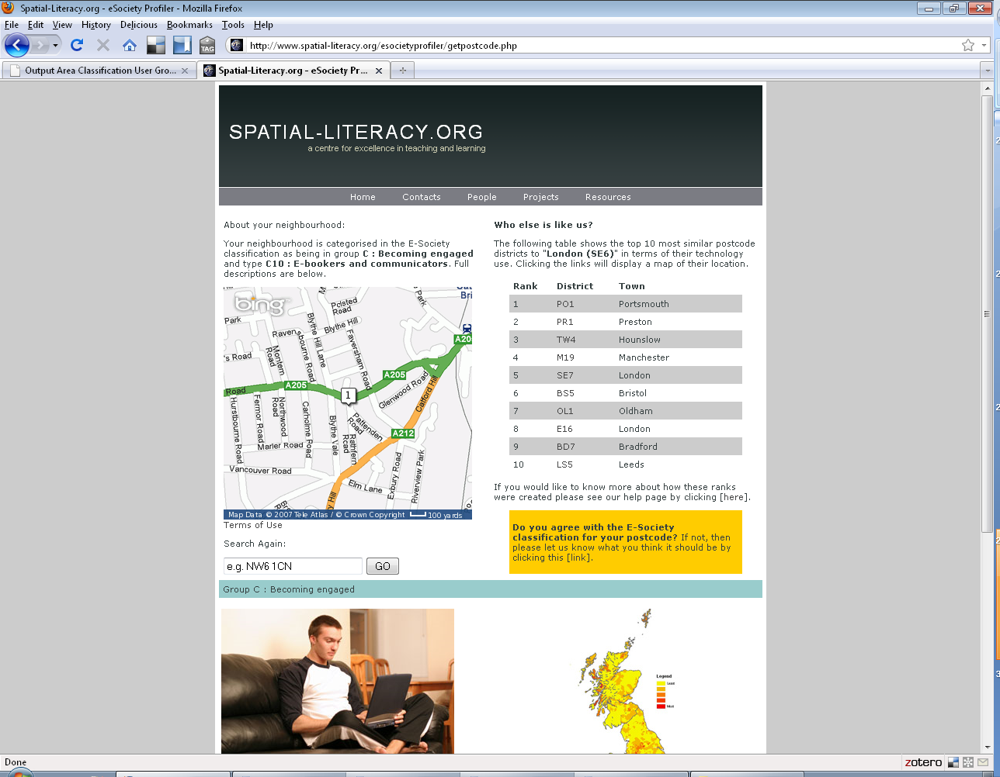 Spatial-Literacy.org - eSociety Profiler - Mozilla Firefox
File Edit View History Delicious Bookmarks Tools Help
TAG
http://www.spatial-literacy.org/esocietyprofiler/getpostcode.php
Output Area Classification User Gro...
Spatial-Literacy.org - eSociety Pr...
SPATIAL-LITERACY.ORG
a centre for excellence in teaching and learning
Home Contacts People Projects Resources
About your neighbourhood:
Your neighbourhood is categorised in the E-Society
classification as being in group C : Becoming engaged
and type C10 : E-bookers and communicators. Full
descriptions are below.
bing
Polsted
Road
Park
Blythe Hill
Blythe Hill Lane
Faversham Road
Park
Bri
Raven
sbourne Road
Montem
Road
's Road
A205
A205
A20
Road
1
Glenwood Road
Catford Hill
Hurstbourne Road
Fermor Road
Northwood
Road
Carholme Road
Blythe Vale
Pattenden
Road
Rathfern
Road
A212
Marler Road
Vancouver Road
Elm Lane
Exbury Road
Riverview Park
y Hill
Map Data © 2007 Tele Atlas / © Crown Copyright 100 yards
Terms of Use
Search Again:
e.g. NW6 1CN GO
Who else is like us?
The following table shows the top 10 most similar postcode
districts to "London (SE6)" in terms of their technology
use. Clicking the links will display a map of their location.
Rank District Town
1 PO1 Portsmouth
2 PR1 Preston
3 TW4 Hounslow
4 M19 Manchester
5 SE7 London
6 BS5 Bristol
7 OL1 Oldham
8 E16 London
9 BD7 Bradford
10 LS5 Leeds
If you would like to know more about how these ranks
were created please see our help page by clicking [here].
Do you agree with the E-Society
classification for your postcode? If not, then
please let us know what you think it should be by
clicking this [link].
Group C : Becoming engaged
Legend
Least
Most
Done
zotero